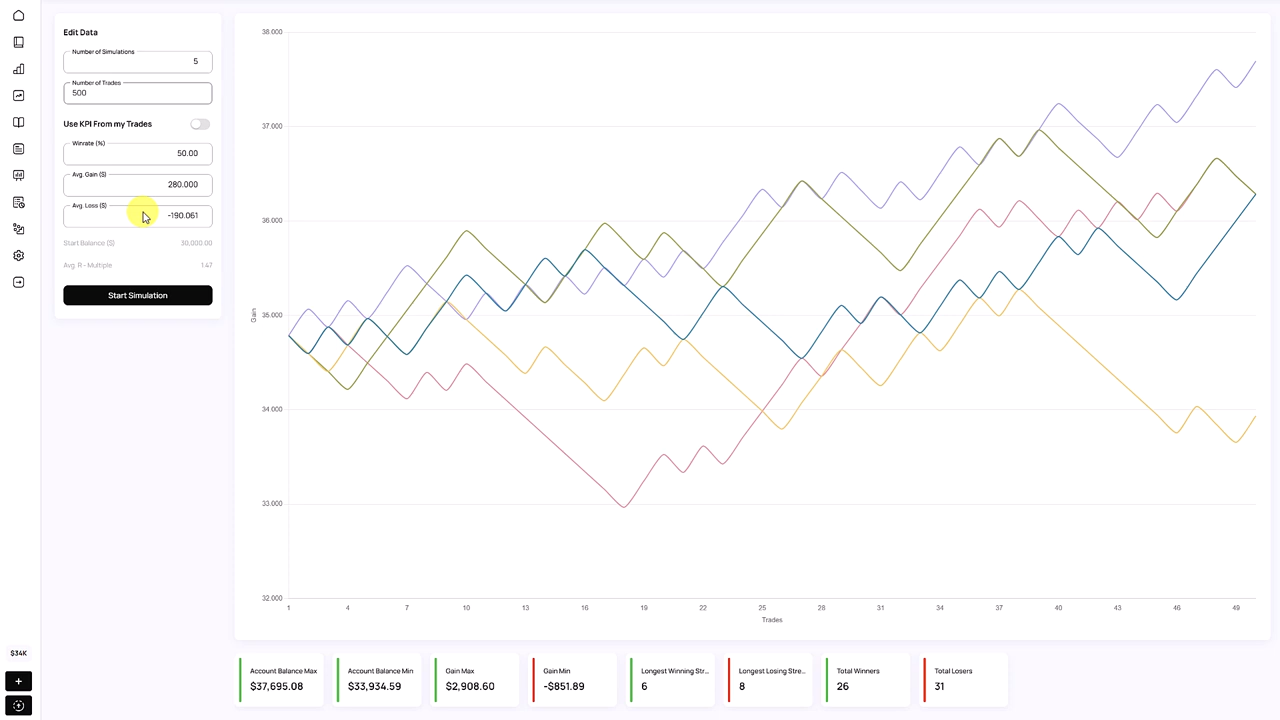 Edit Data
Number of Simulations
5
Number of Trades
500
Use KPI From my Trades
Winrate (%)
50.00
Avg. Gain ($)
280.000
Avg. Loss ($)
-190.061
Start Balance ($) 30,000.00
Avg. R - Multiple 1.47
Start Simulation
$34K
38.000
37.000
36.000
35.000
34.000
33.000
32.000
Gain
1 4 7 10 13 16 19 22 25 28 31 34 37 40 43 46 49
Trades
Account Balance Max
$37,695.08
Account Balance Min
$33,934.59
Gain Max
$2,908.60
Gain Min
-$851.89
Longest Winning Str...
6
Longest Losing Stre...
8
Total Winners
26
Total Losers
31